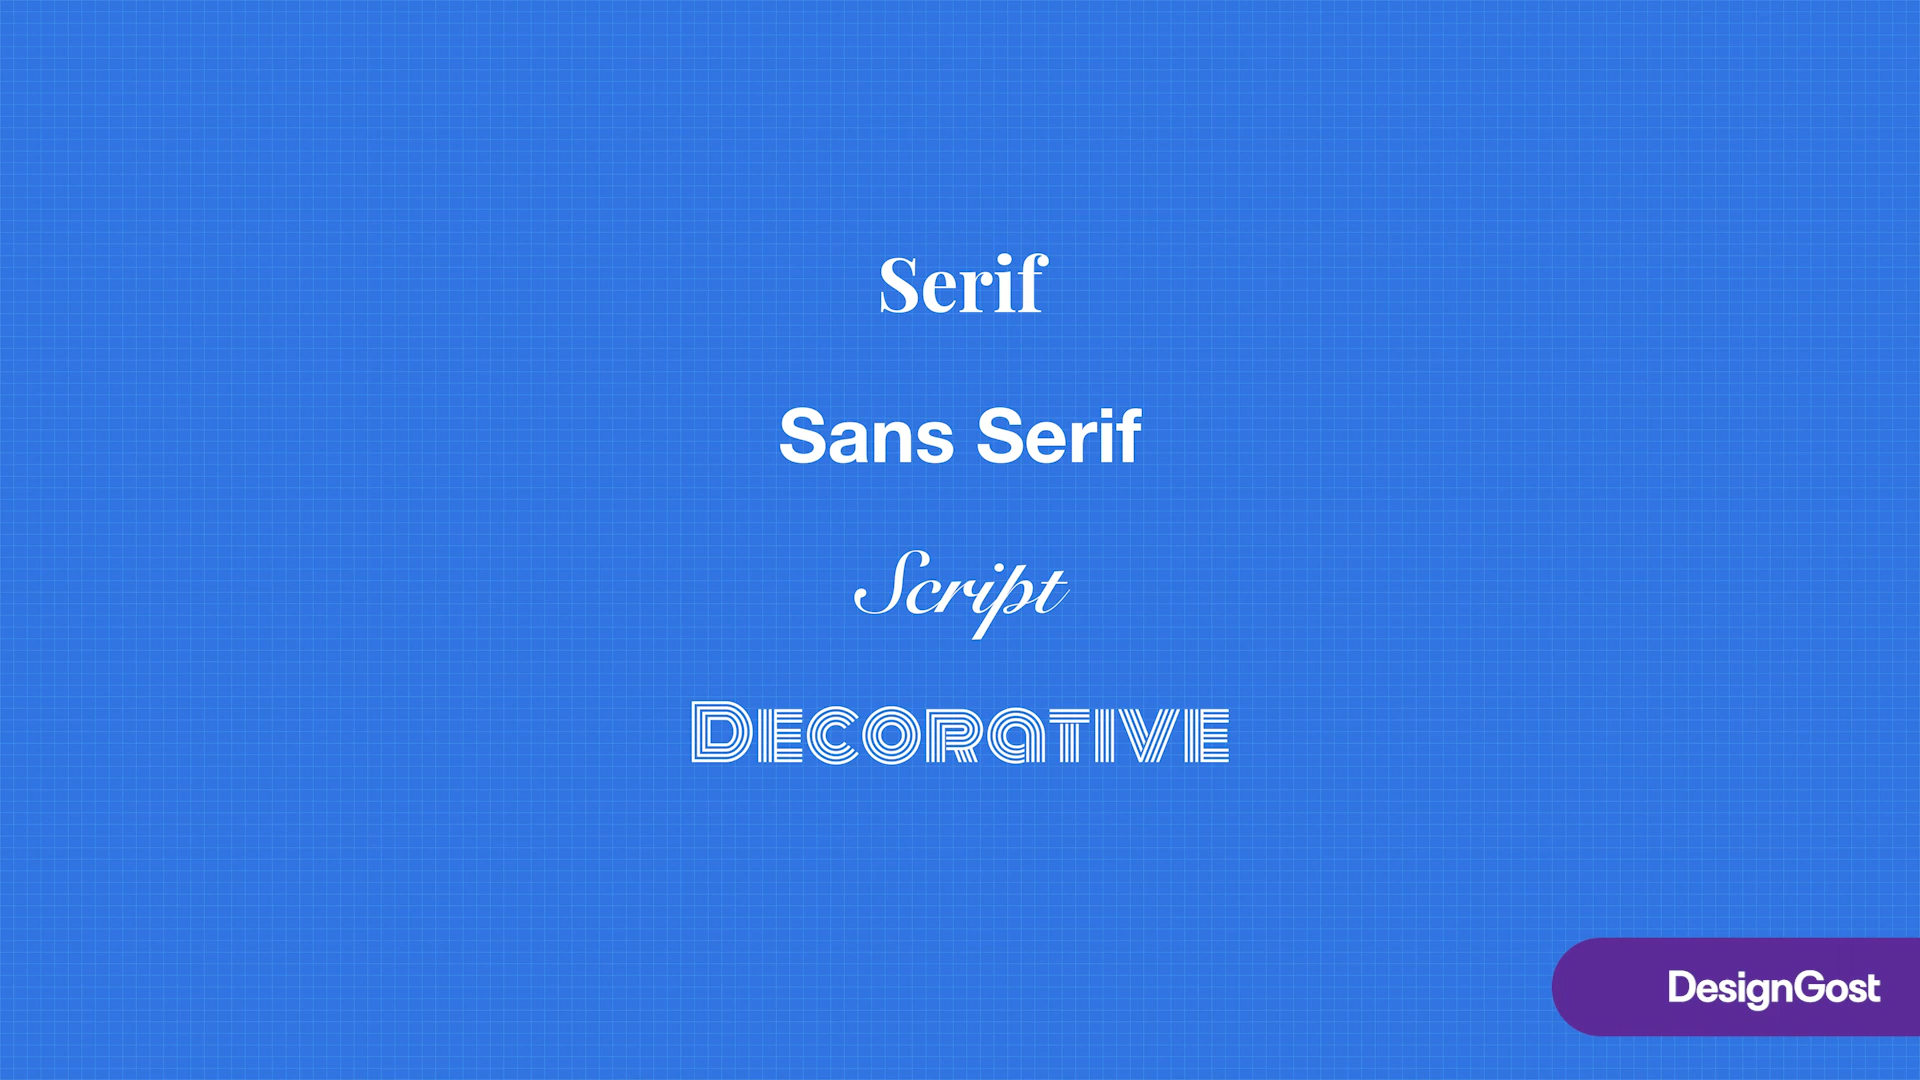 Serif
Sans Serif
Script
Decorative
DesignGost